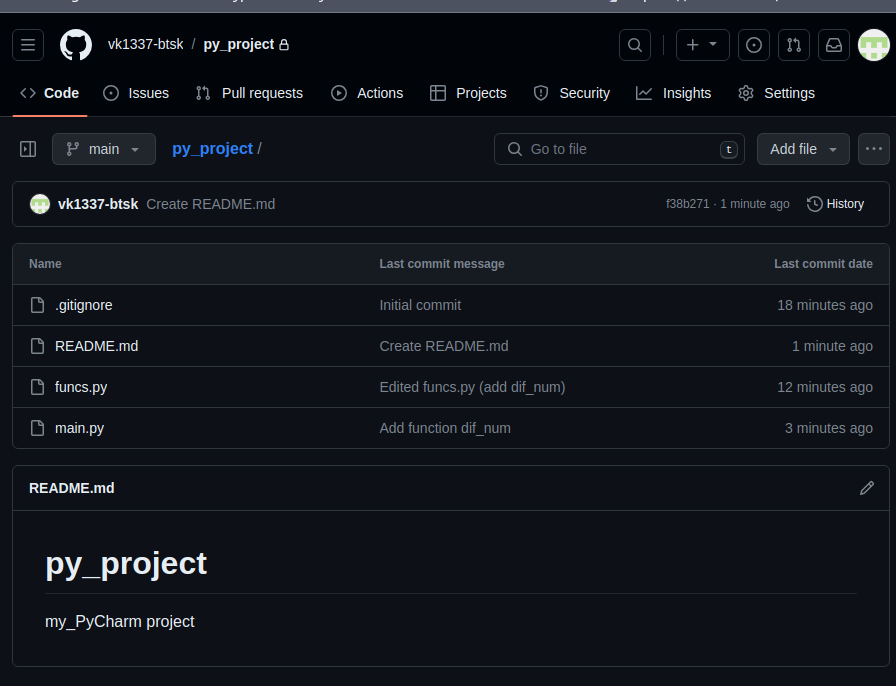 vk1337-btsk / py_project
Code Issues Pull requests Actions Projects Security Insights Settings
main py_project / Go to file t Add file
vk1337-btsk Create README.md f38b271 · 1 minute ago History
Name Last commit message Last commit date
.gitignore Initial commit 18 minutes ago
README.md Create README.md 1 minute ago
funcs.py Edited funcs.py (add dif_num) 12 minutes ago
main.py Add function dif_num 3 minutes ago
README.md
py_project
my_PyCharm project